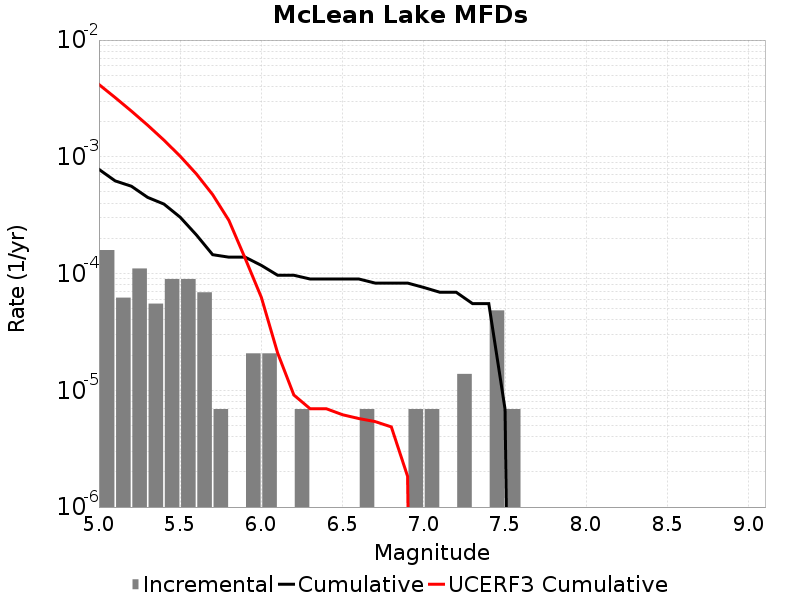 McLean Lake MFDs
10-2
10-3
10-4
10-5
10-6
Rate (1/yr)
5.0 5.5 6.0 6.5 7.0 7.5 8.0 8.5 9.0
Magnitude
Incremental Cumulative UCERF3 Cumulative